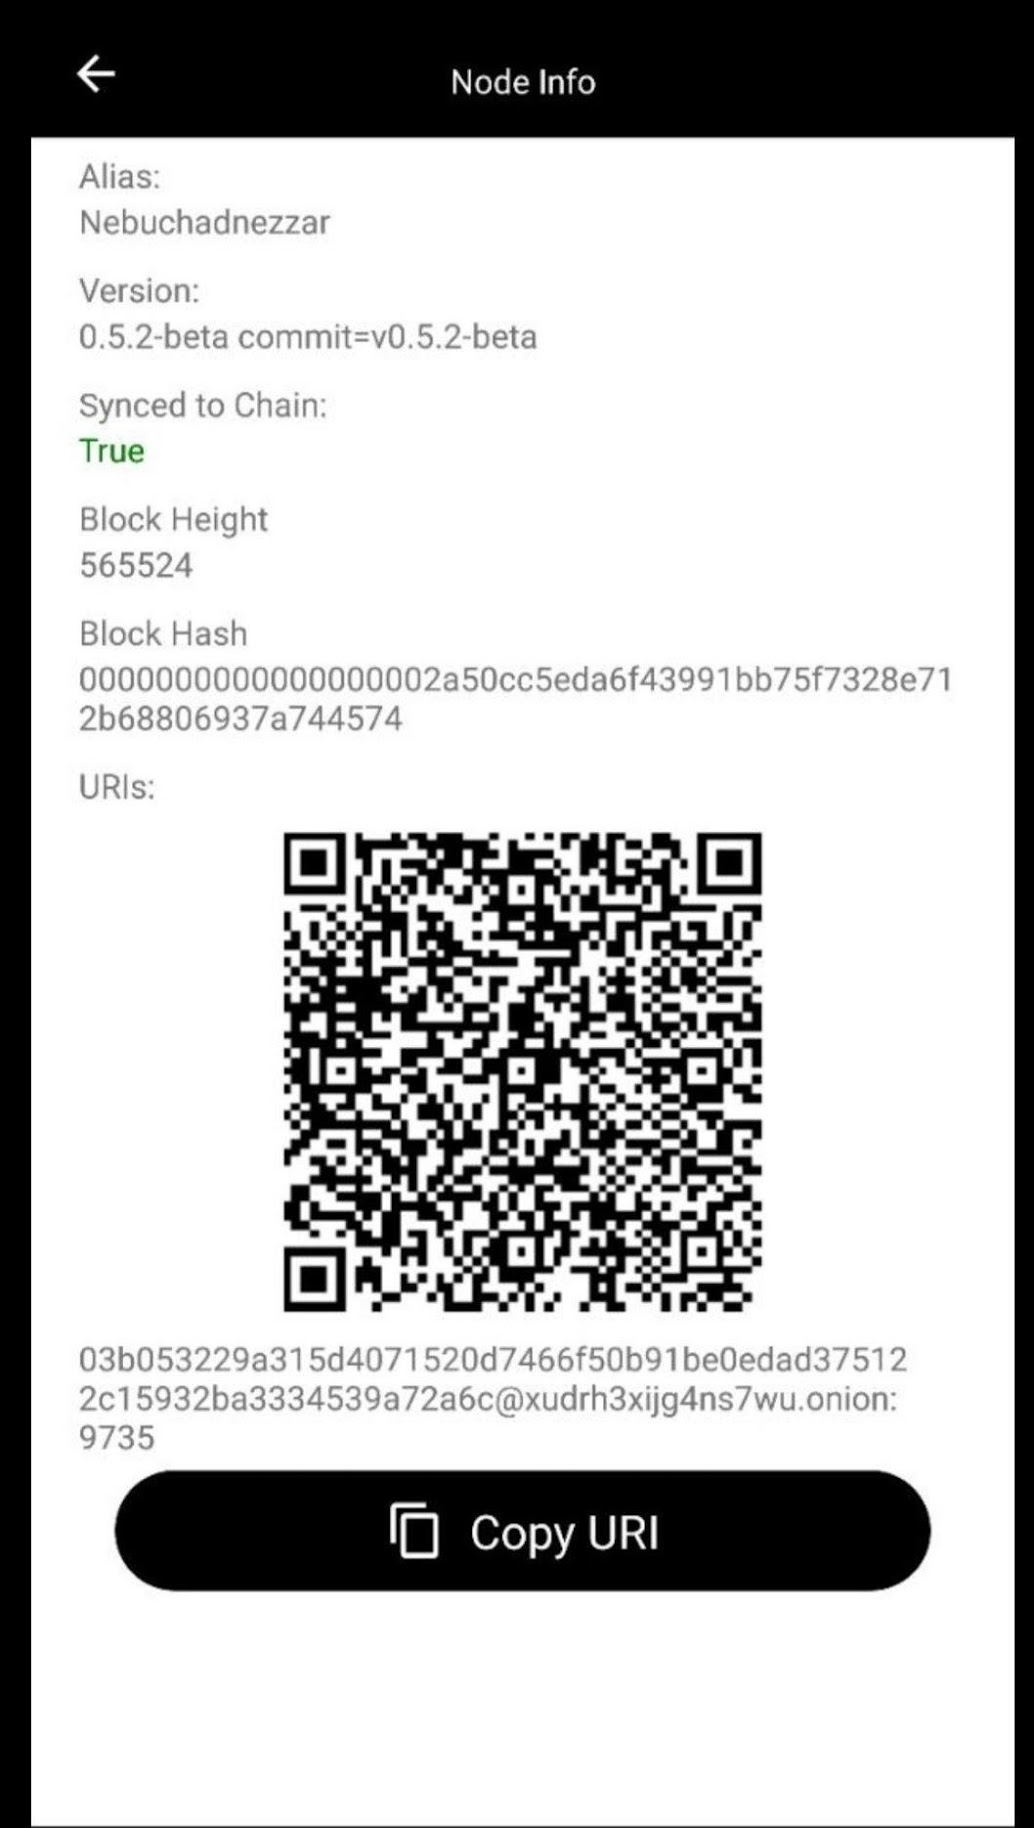 Node Info
Alias:
Nebuchadnezzar
Version:
0.5.2-beta commit=v0.5.2-beta
Synced to Chain:
True
Block Height
565524
Block Hash
0000000000000000002a50cc5eda6f43991bb75f7328e71
2b68806937a744574
URIs:
03b053229a315d4071520d7466f50b91be0edad37512
2c15932ba3334539a72a6c@xudrh3xijg4ns7wu.onion:
9735
Copy URI